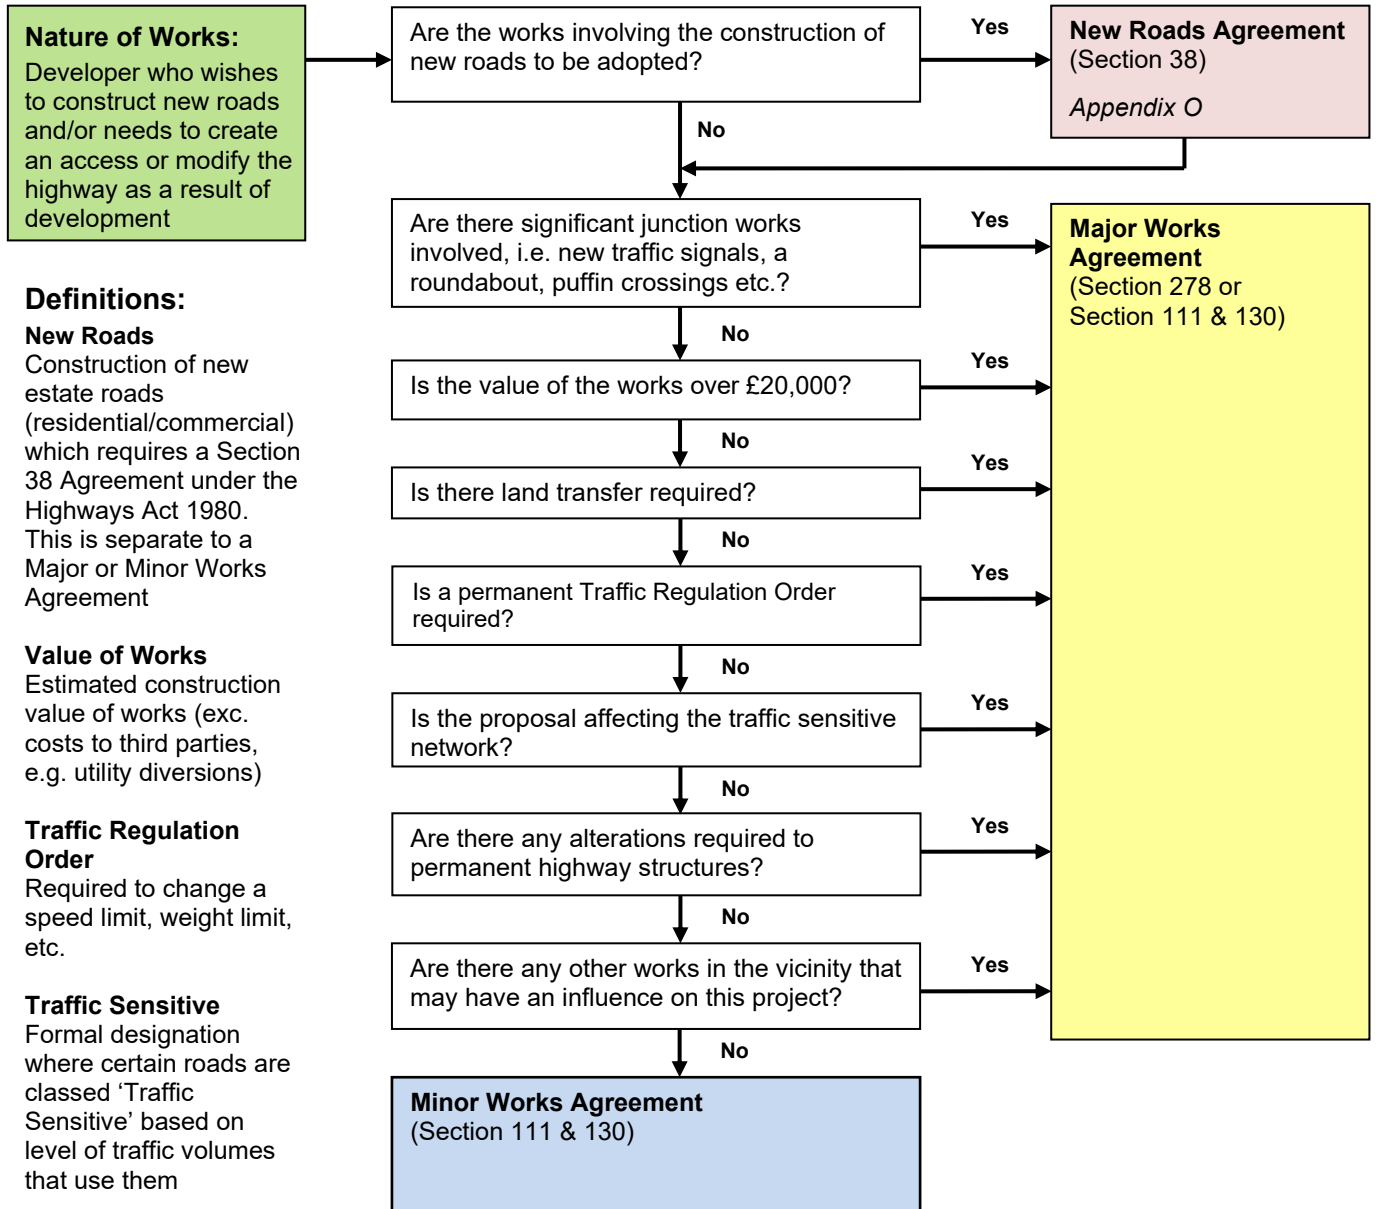 Nature of Works:
Developer who wishes
to construct new roads
and/or needs to create
an access or modify the
highway as a result of
development
Are the works involving the construction of
new roads to be adopted?
Yes
New Roads Agreement
(Section 38)
Appendix O
No
Are there significant junction works
involved, i.e. new traffic signals, a
roundabout, puffin crossings etc.?
Yes
Major Works
Agreement
(Section 278 or
Section 111 & 130)
No
Is the value of the works over £20,000?
Yes
No
Is there land transfer required?
Yes
No
Is a permanent Traffic Regulation Order
required?
Yes
No
Is the proposal affecting the traffic sensitive
network?
Yes
No
Are there any alterations required to
permanent highway structures?
Yes
No
Are there any other works in the vicinity that
may have an influence on this project?
Yes
No
Minor Works Agreement
(Section 111 & 130)
Definitions:
New Roads
Construction of new
estate roads
(residential/commercial)
which requires a Section
38 Agreement under the
Highways Act 1980.
This is separate to a
Major or Minor Works
Agreement
Value of Works
Estimated construction
value of works (exc.
costs to third parties,
e.g. utility diversions)
Traffic Regulation
Order
Required to change a
speed limit, weight limit,
etc.
Traffic Sensitive
Formal designation
where certain roads are
classed ‘Traffic
Sensitive’ based on
level of traffic volumes
that use them